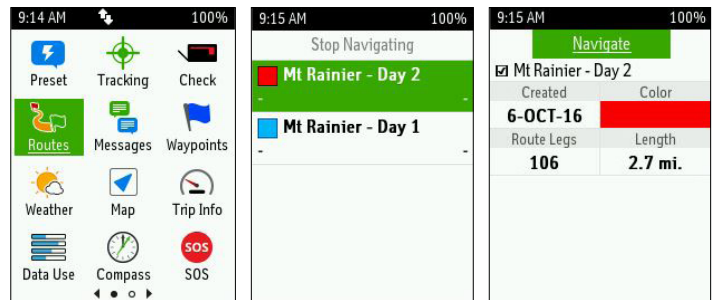 9:14 AM 100%
Preset Tracking Check
Routes Messages Waypoints
Weather Map Trip Info
SOS
Data Use Compass SOS
9:15 AM 100%
Stop Navigating
Mt Rainier - Day 2
- -
Mt Rainier - Day 1
- -
9:15 AM 100%
Navigate
Mt Rainier - Day 2
Created Color
6-OCT-16
Route Legs Length
106 2.7 mi.